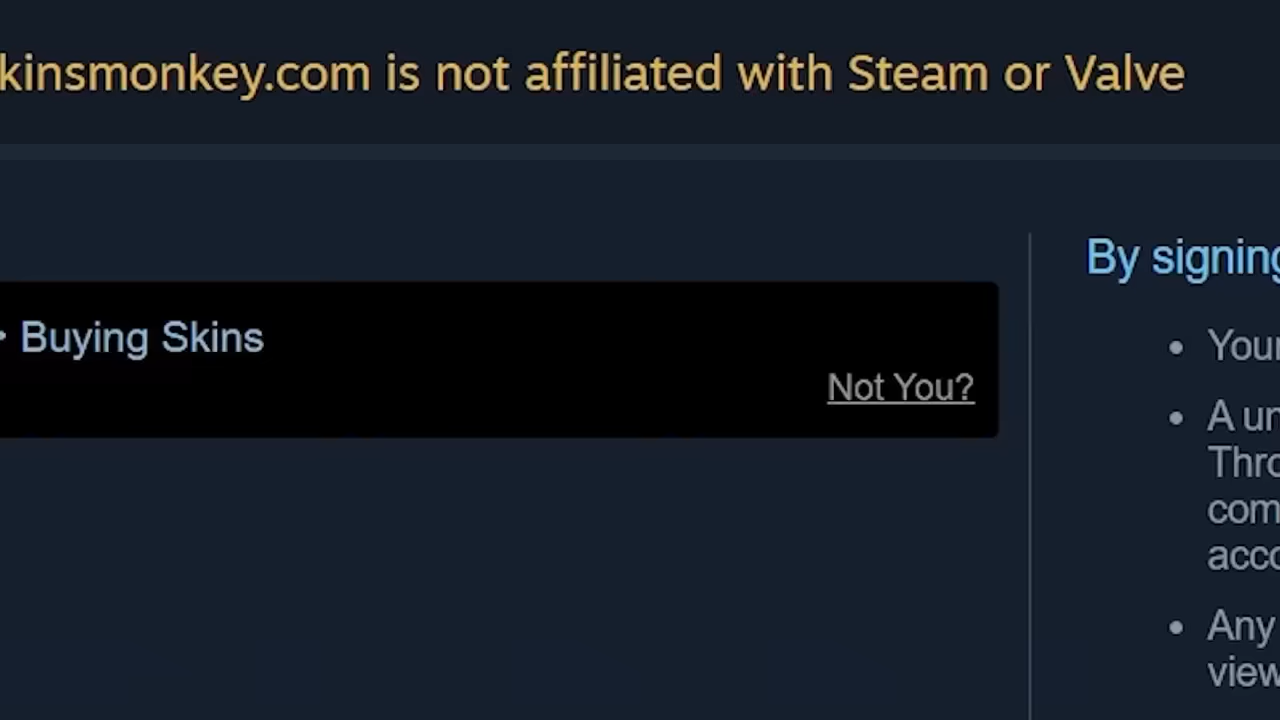 kinsmonkey.com is not affiliated with Steam or Valve
Buying Skins
Not You?
By signing
Your
A un
Thro
com
acco
Any
view